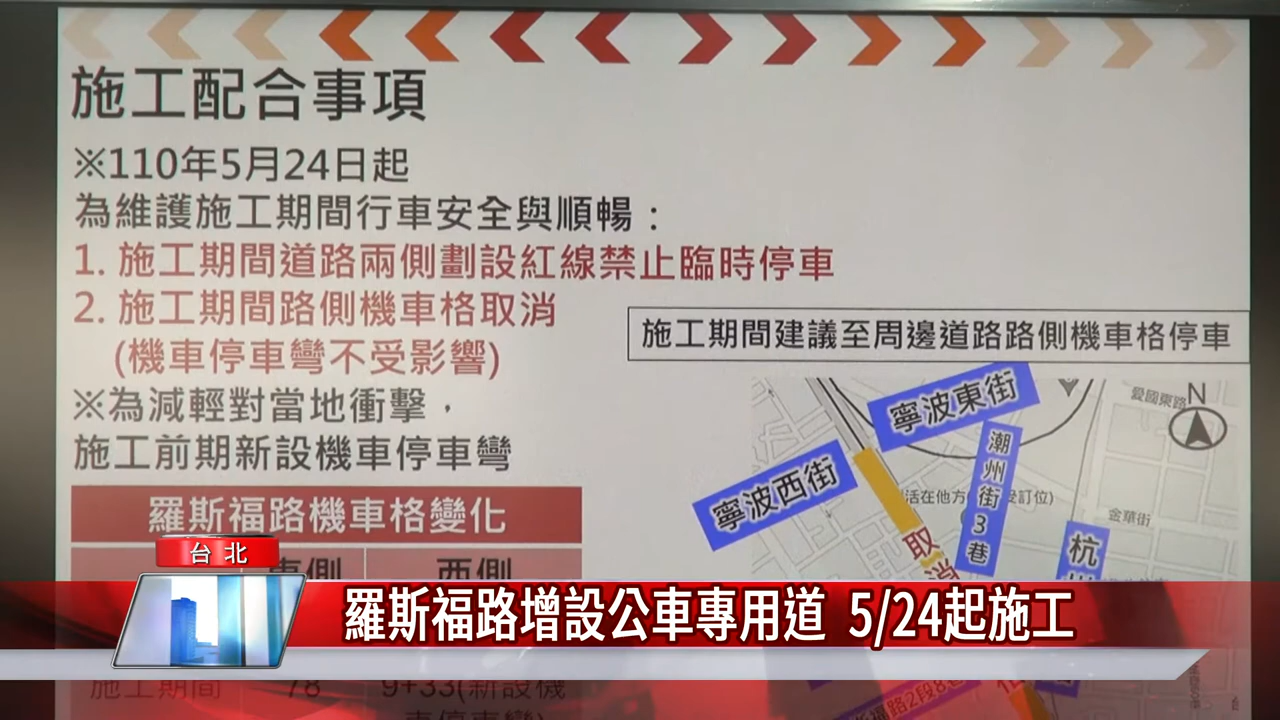 施工配合事項
※110年5月24日起
為維護施工期間行車安全與順暢：
1. 施工期間道路兩側劃設紅線禁止臨時停車
2. 施工期間路側機車格取消
(機車停車彎不受影響)
※為減輕對當地衝擊，
施工前期新設機車停車彎
施工期間建議至周邊道路路側機車格停車
N
愛國東路
寧波東街
寧波西街
潮州街3巷
金華街
杭
取消
羅斯福路機車格變化
東側 西側
施工期間 78 9+33(新設機
停車彎)
台北
羅斯福路增設公車專用道 5/24起施工